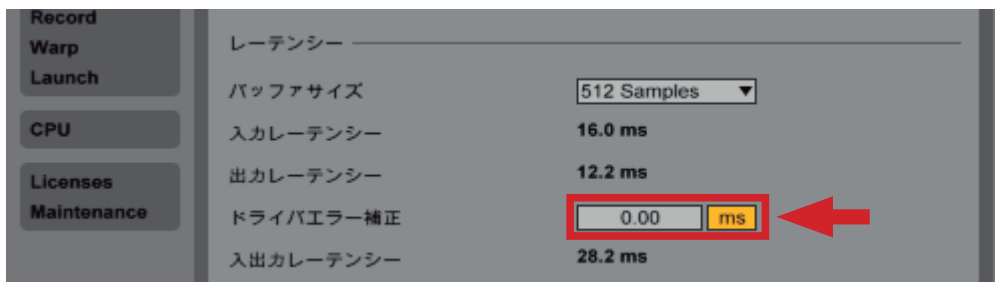 Record
Warp
Launch
CPU
Licenses
Maintenance
レーテンシー
バッファサイズ 512 Samples
入力レーテンシー 16.0 ms
出力レーテンシー 12.2 ms
ドライバエラー補正 0.00 ms
入出力レーテンシー 28.2 ms